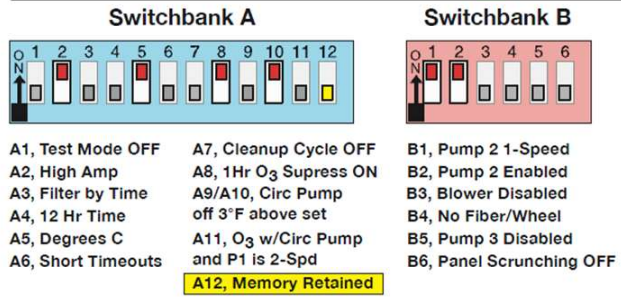 Switchbank A
Switchbank B
ON 1 2 3 4 5 6 7 8 9 10 11 12
ON 1 2 3 4 5 6
A1, Test Mode OFF
A2, High Amp
A3, Filter by Time
A4, 12 Hr Time
A5, Degrees C
A6, Short Timeouts
A7, Cleanup Cycle OFF
A8, 1Hr O3 Supress ON
A9/A10, Circ Pump
off 3°F above set
A11, O3 w/Circ Pump
and P1 is 2-Spd
A12, Memory Retained
B1, Pump 2 1-Speed
B2, Pump 2 Enabled
B3, Blower Disabled
B4, No Fiber/Wheel
B5, Pump 3 Disabled
B6, Panel Scrunching OFF